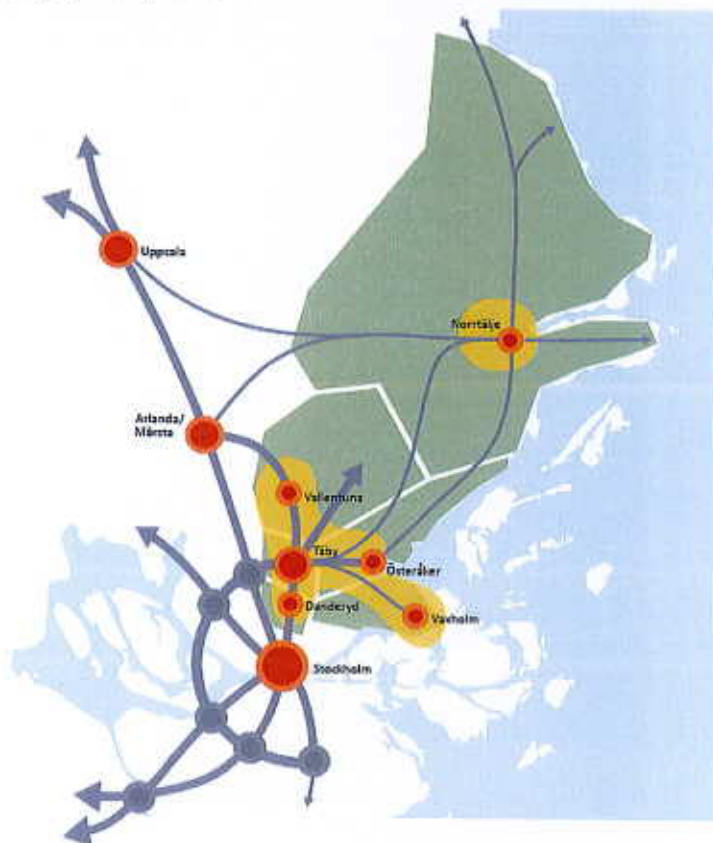 Uppsala
Norrtälje
Arlanda/
Märsta
Vallentuna
Täby
Österåker
Danderyd
Vaxholm
Stockholm